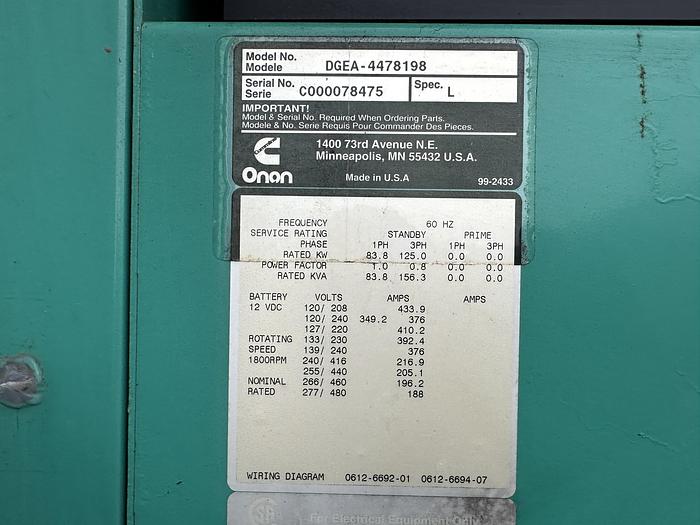 Model No.
Modele DGEA-4478198
Serial No.
Serie C000078475 Spec. L
IMPORTANT!
Model & Serial No. Required When Ordering Parts.
Modele & No. Serie Requis Pour Commander Des Pieces.
Cummins
Onan
1400 73rd Avenue N.E.
Minneapolis, MN 55432 U.S.A.
Made in U.S.A 99-2433
FREQUENCY 60 HZ
SERVICE RATING STANDBY PRIME
PHASE 1PH 3PH 1PH 3PH
RATED KW 83.8 125.0 0.0 0.0
POWER FACTOR 1.0 0.8 0.0 0.0
RATED KVA 83.8 156.3 0.0 0.0
BATTERY VOLTS AMPS AMPS
12 VDC 120/ 208 433.9
120/ 240 349.2 376
127/ 220 410.2
ROTATING 133/ 230 392.4
SPEED 139/ 240 376
1800RPM 240/ 416 216.9
255/ 440 205.1
NOMINAL 266/ 460 196.2
RATED 277/ 480 188
WIRING DIAGRAM 0612-6692-01 0612-6694-07
For Electrical Equipment Only